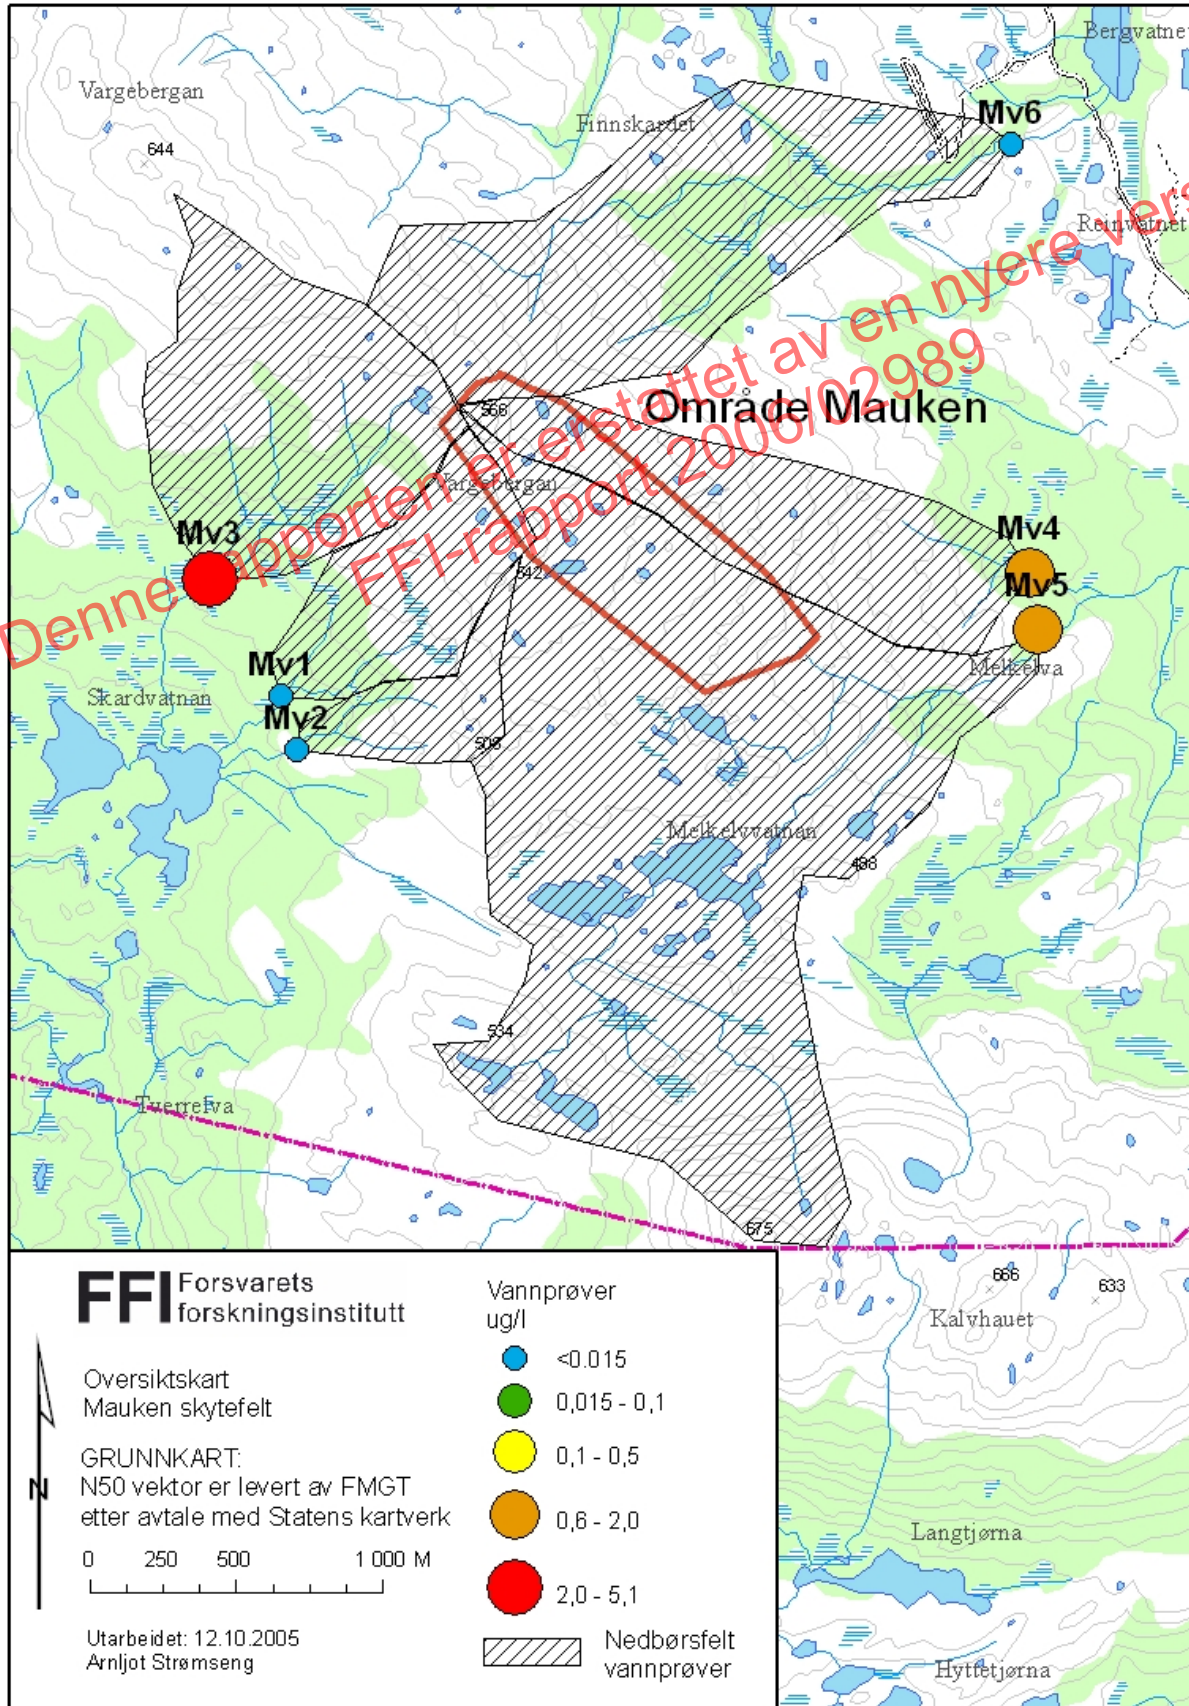 Bergvatne
Vargebergan
Finnskardet
Mv6
644
Reinvatnet
Denne rapporten er erstattet av en nyere vers
FFI-rapport 2006/02989
566
Område Mauken
Vargebergan
Mv3
Mv4
542
Mv5
Mv1
Melkelva
Skardvatnan
Mv2
506
Melkelvvatnan
498
534
Tverrelva
675
666
633
Kalvhauet
Langtjørna
Hyttetjørna
FFI Forsvarets
forskningsinstitutt
Oversiktskart
Mauken skytefelt
GRUNNKART:
N50 vektor er levert av FMGT
etter avtale med Statens kartverk
N
0 250 500 1 000 M
Utarbeidet: 12.10.2005
Arnljot Strømseng
Vannprøver
ug/l
<0.015
0,015 - 0,1
0,1 - 0,5
0,6 - 2,0
2,0 - 5,1
Nedbørsfelt
vannprøver